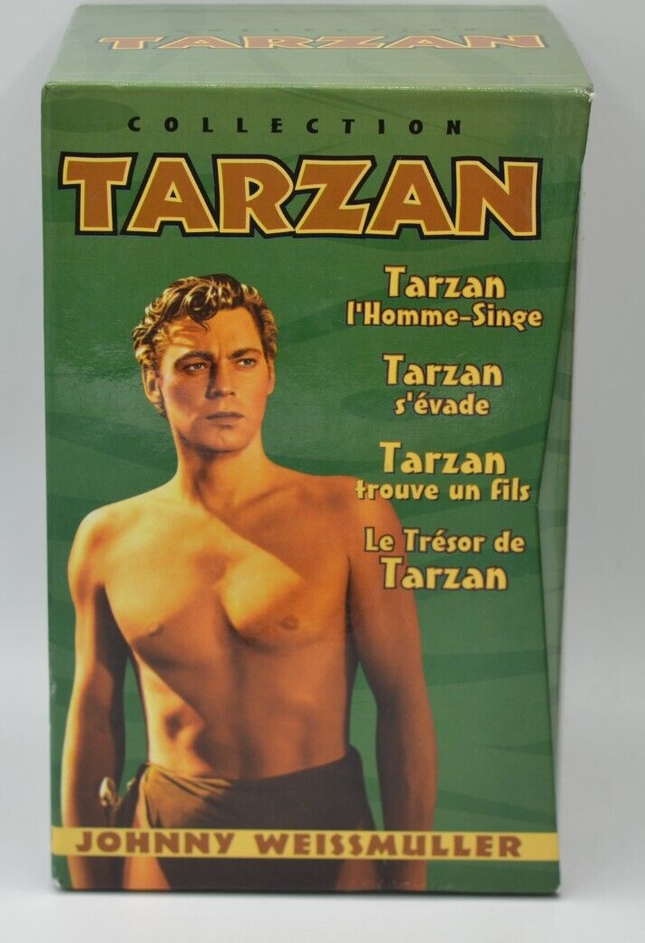 TARZAN
COLLECTION
TARZAN
Tarzan
l'Homme-Singe
Tarzan
s'évade
Tarzan
trouve un fils
Le Trésor de
Tarzan
JOHNNY WEISSMULLER